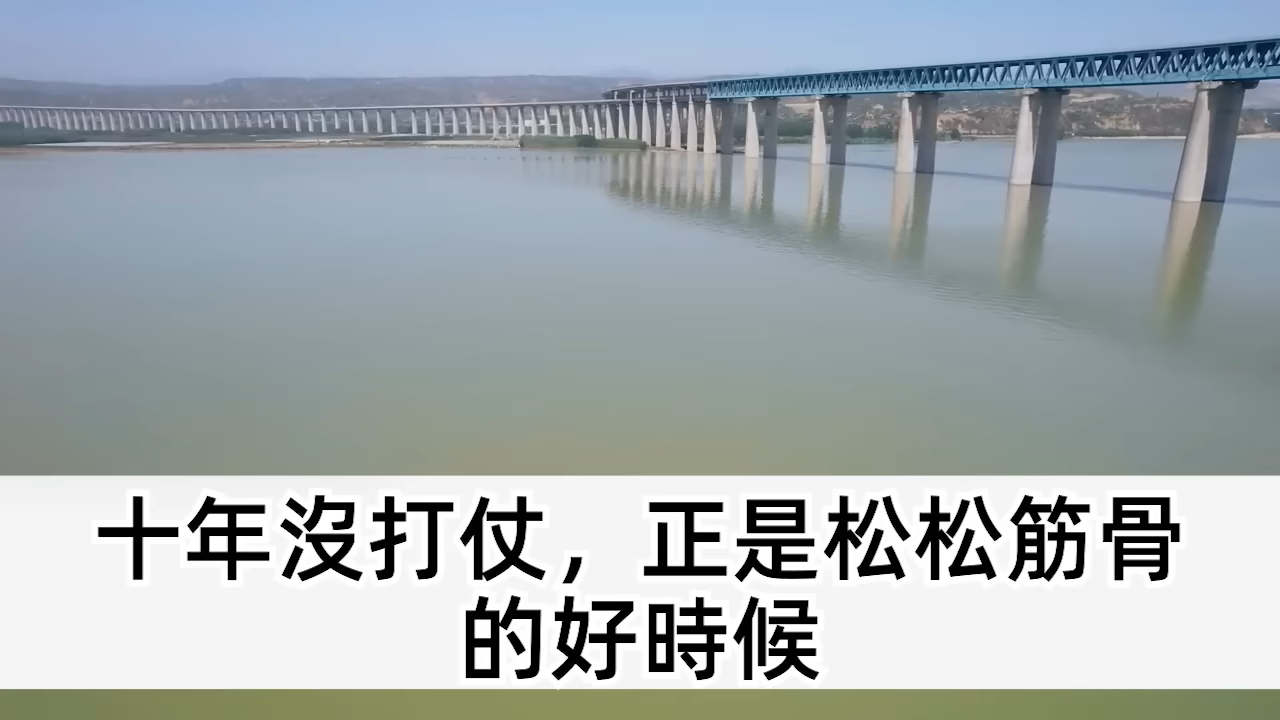 十年沒打仗，正是松松筋骨
的好時候